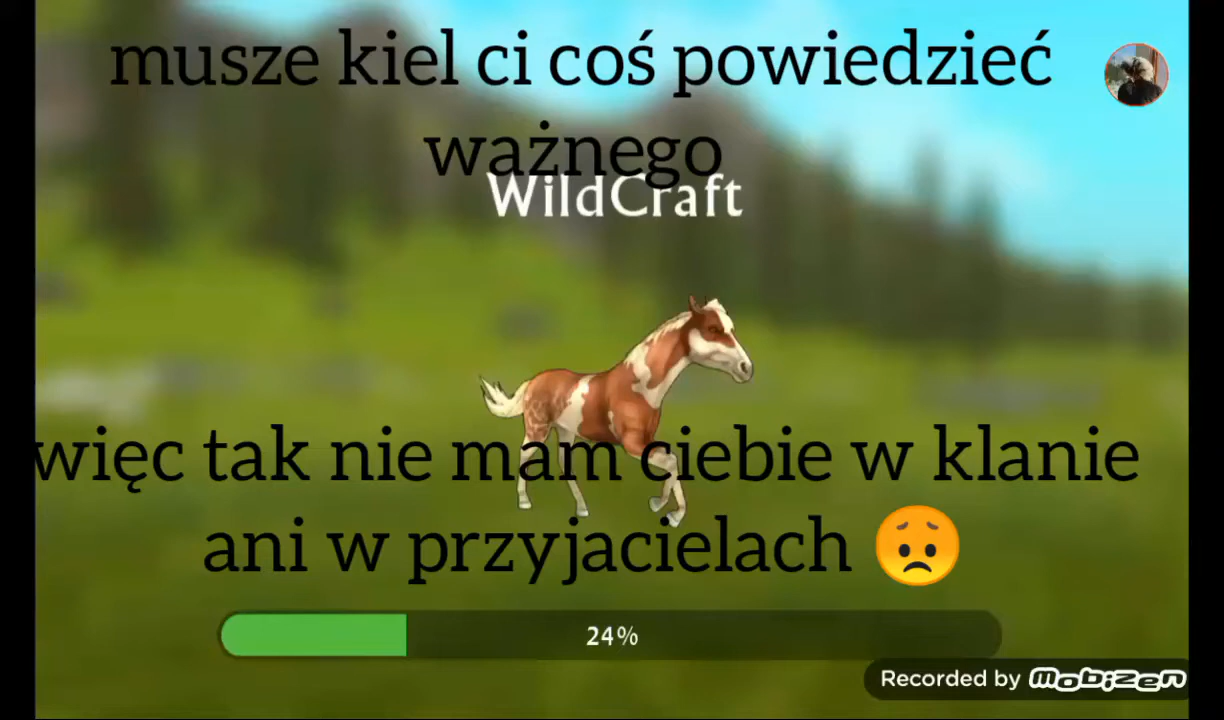 musze kiel ci coś powiedzieć
ważnego
WildCraft
więc tak nie mam ciebie w klanie
ani w przyjacielach 😟
24%
Recorded by mobizen